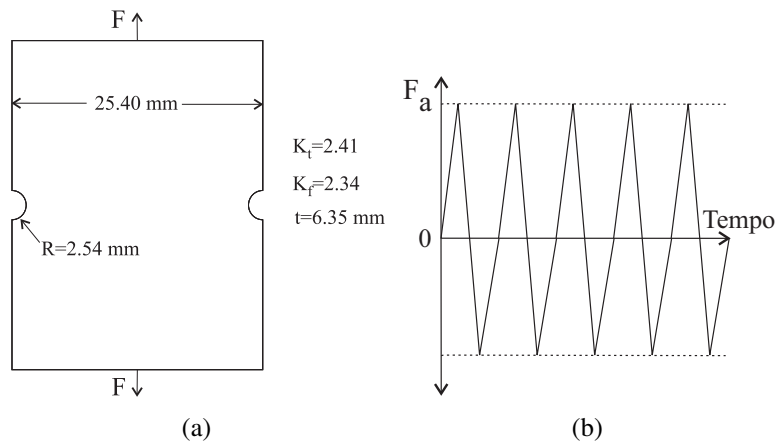 F
25.40 mm
K_t=2.41
K_f=2.34
t=6.35 mm
R=2.54 mm
F
(a)
F_a
Tempo
0
(b)